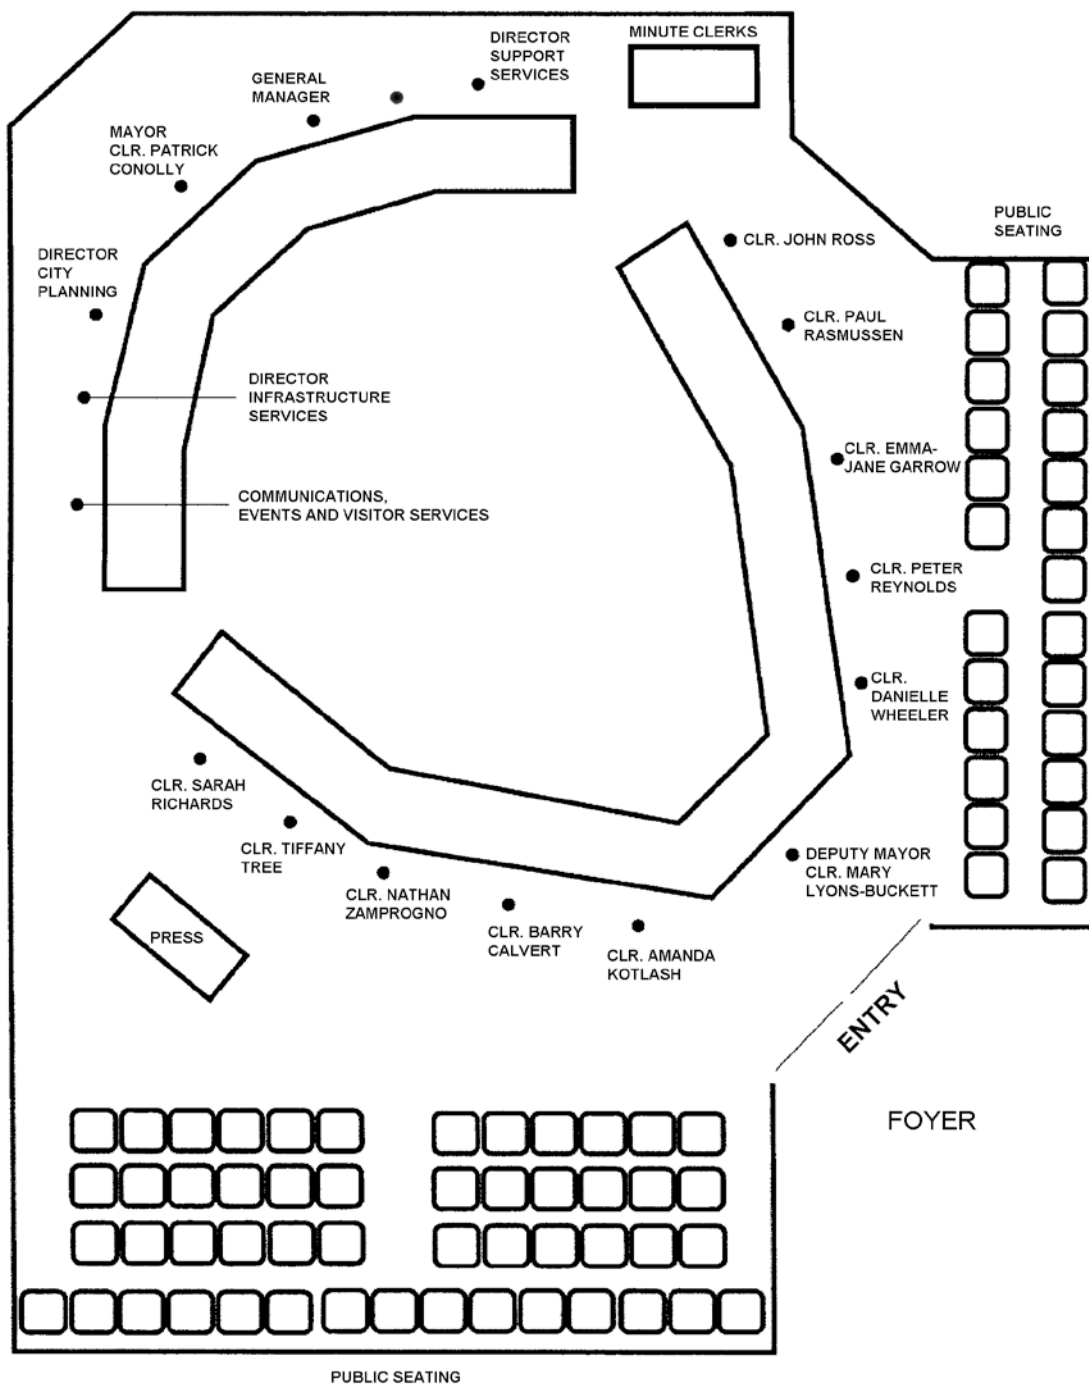 DIRECTOR
SUPPORT
SERVICES
MINUTE CLERKS
GENERAL
MANAGER
MAYOR
CLR. PATRICK
CONOLLY
DIRECTOR
CITY
PLANNING
DIRECTOR
INFRASTRUCTURE
SERVICES
COMMUNICATIONS,
EVENTS AND VISITOR SERVICES
PUBLIC
SEATING
CLR. JOHN ROSS
CLR. PAUL
RASMUSSEN
CLR. EMMA-
JANE GARROW
CLR. PETER
REYNOLDS
CLR.
DANIELLE
WHEELER
DEPUTY MAYOR
CLR. MARY
LYONS-BUCKETT
CLR. SARAH
RICHARDS
CLR. TIFFANY
TREE
CLR. NATHAN
ZAMPROGNO
CLR. BARRY
CALVERT
CLR. AMANDA
KOTLASH
PRESS
ENTRY
FOYER
PUBLIC SEATING